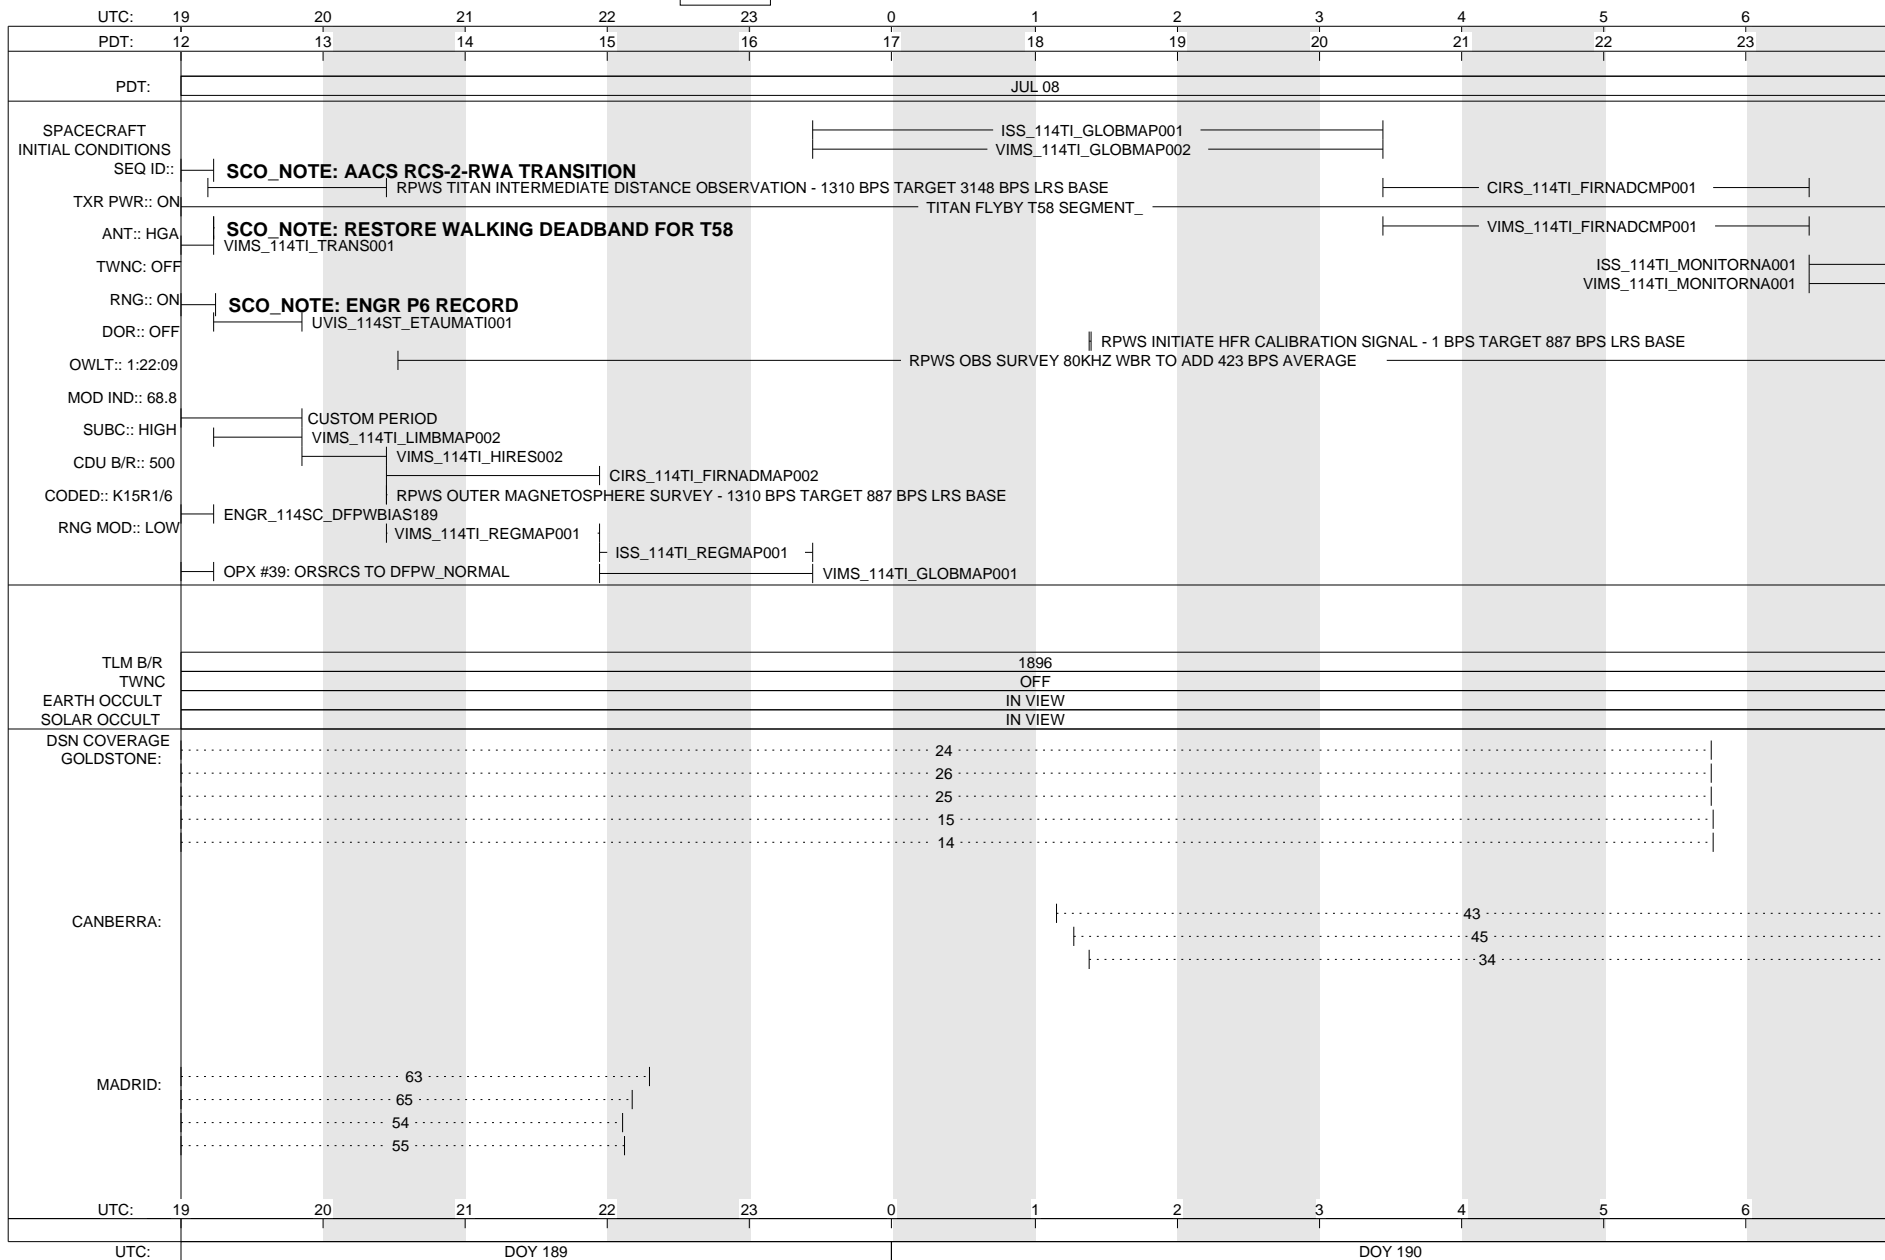 UTC: 19 20 21 22 23 0 1 2 3 4 5 6
PDT: 12 13 14 15 16 17 18 19 20 21 22 23
PDT: JUL 08
SPACECRAFT
INITIAL CONDITIONS
SEQ ID::
TXR PWR:: ON
ANT:: HGA
TWNC: OFF
RNG:: ON
DOR:: OFF
OWLT:: 1:22:09
MOD IND:: 68.8
SUBC:: HIGH
CDU B/R:: 500
CODED:: K15R1/6
RNG MOD:: LOW
ISS_114TI_GLOBMAP001
VIMS_114TI_GLOBMAP002
SCO_NOTE: AACS RCS-2-RWA TRANSITION
RPWS TITAN INTERMEDIATE DISTANCE OBSERVATION - 1310 BPS TARGET 3148 BPS LRS BASE
CIRS_114TI_FIRNADCMP001
TITAN FLYBY T58 SEGMENT_
SCO_NOTE: RESTORE WALKING DEADBAND FOR T58
VIMS_114TI_FIRNADCMP001
VIMS_114TI_TRANS001
ISS_114TI_MONITORNA001
VIMS_114TI_MONITORNA001
SCO_NOTE: ENGR P6 RECORD
UVIS_114ST_ETAUMATI001
RPWS INITIATE HFR CALIBRATION SIGNAL - 1 BPS TARGET 887 BPS LRS BASE
RPWS OBS SURVEY 80KHZ WBR TO ADD 423 BPS AVERAGE
CUSTOM PERIOD
VIMS_114TI_LIMBMAP002
VIMS_114TI_HIRES002
CIRS_114TI_FIRNADMAP002
RPWS OUTER MAGNETOSPHERE SURVEY - 1310 BPS TARGET 887 BPS LRS BASE
ENGR_114SC_DFPWBIAS189
VIMS_114TI_REGMAP001
ISS_114TI_REGMAP001
OPX #39: ORSRCS TO DFPW_NORMAL
VIMS_114TI_GLOBMAP001
TLM B/R 1896
TWNC OFF
EARTH OCCULT IN VIEW
SOLAR OCCULT IN VIEW
DSN COVERAGE
GOLDSTONE:
24
26
25
15
14
CANBERRA:
43
45
34
MADRID:
63
65
54
55
UTC: 19 20 21 22 23 0 1 2 3 4 5 6
UTC: DOY 189 DOY 190